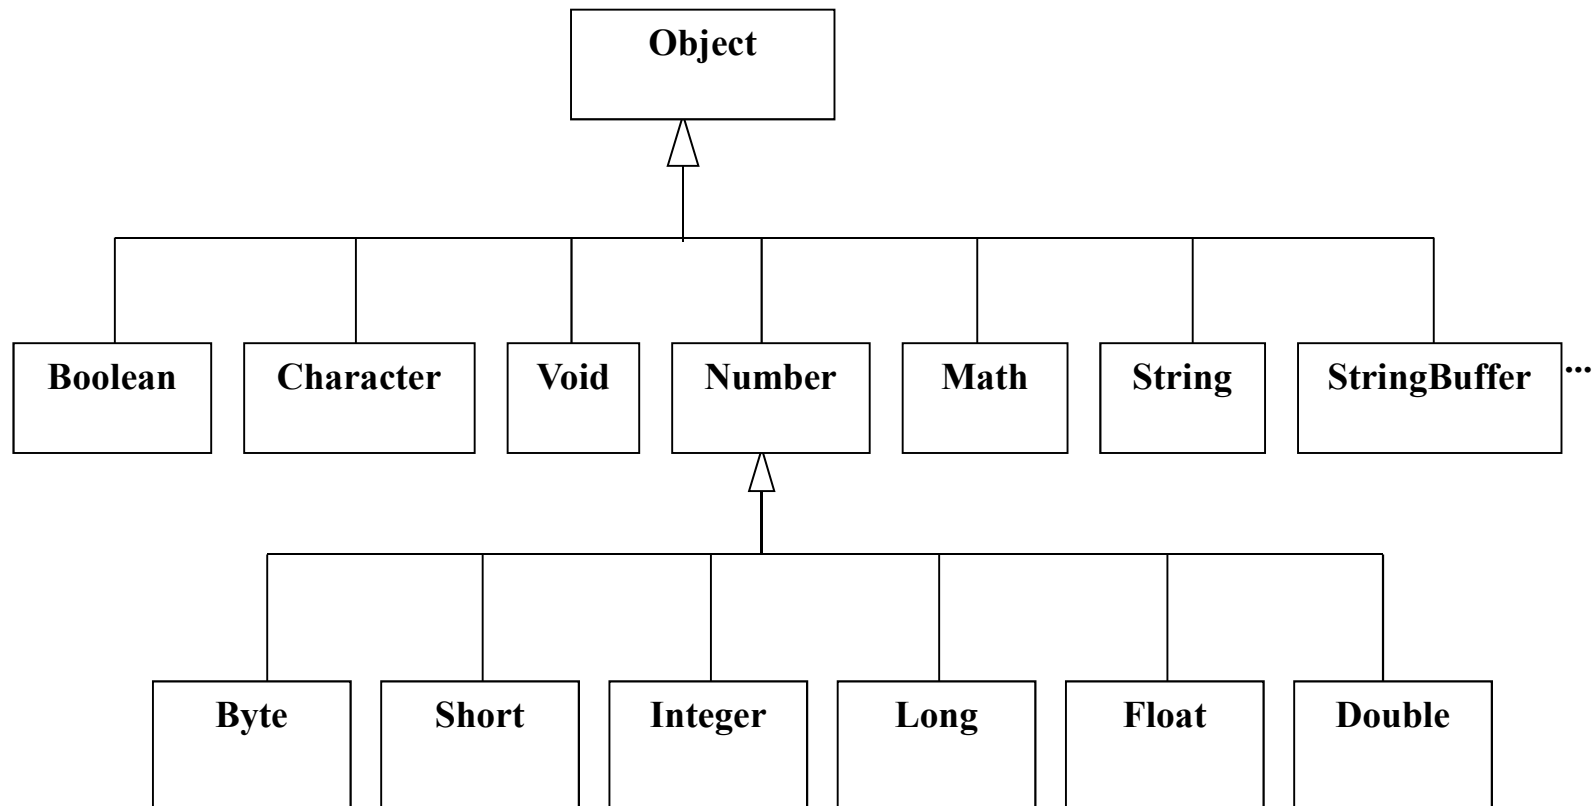 Object
Boolean
Character
Void
Number
Math
String
StringBuffer
...
Byte
Short
Integer
Long
Float
Double